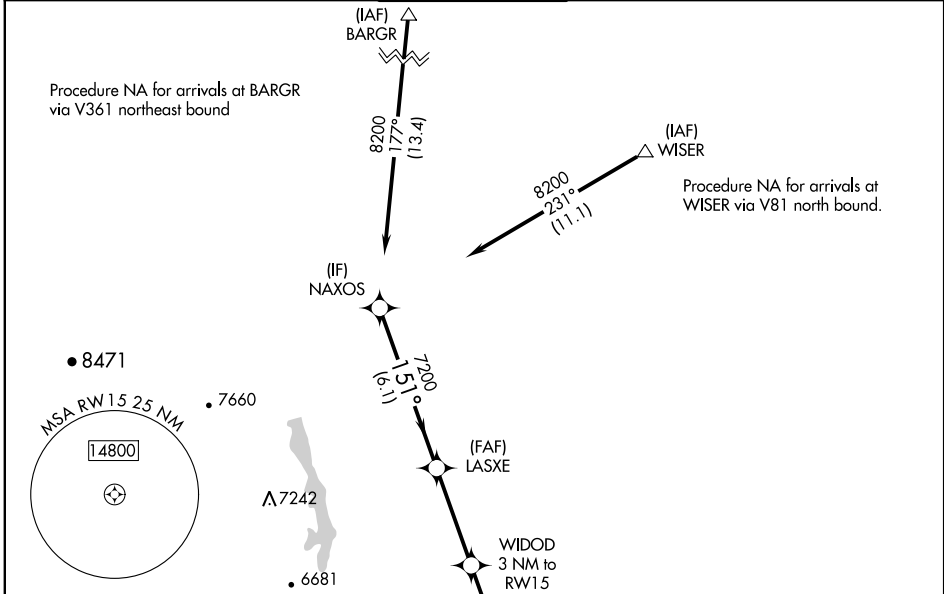 (IAF)
BARGR
Procedure NA for arrivals at BARGR
via V361 northeast bound
8200
177°
(13.4)
(IAF)
WISER
8200
231°
(11.1)
Procedure NA for arrivals at
WISER via V81 north bound.
(IF)
NAXOS
7200
151°
(6.1)
8471
7660
MSA RW15 25 NM
14800
(FAF)
LASXE
7242
WIDOD
3 NM to
RW15
6681